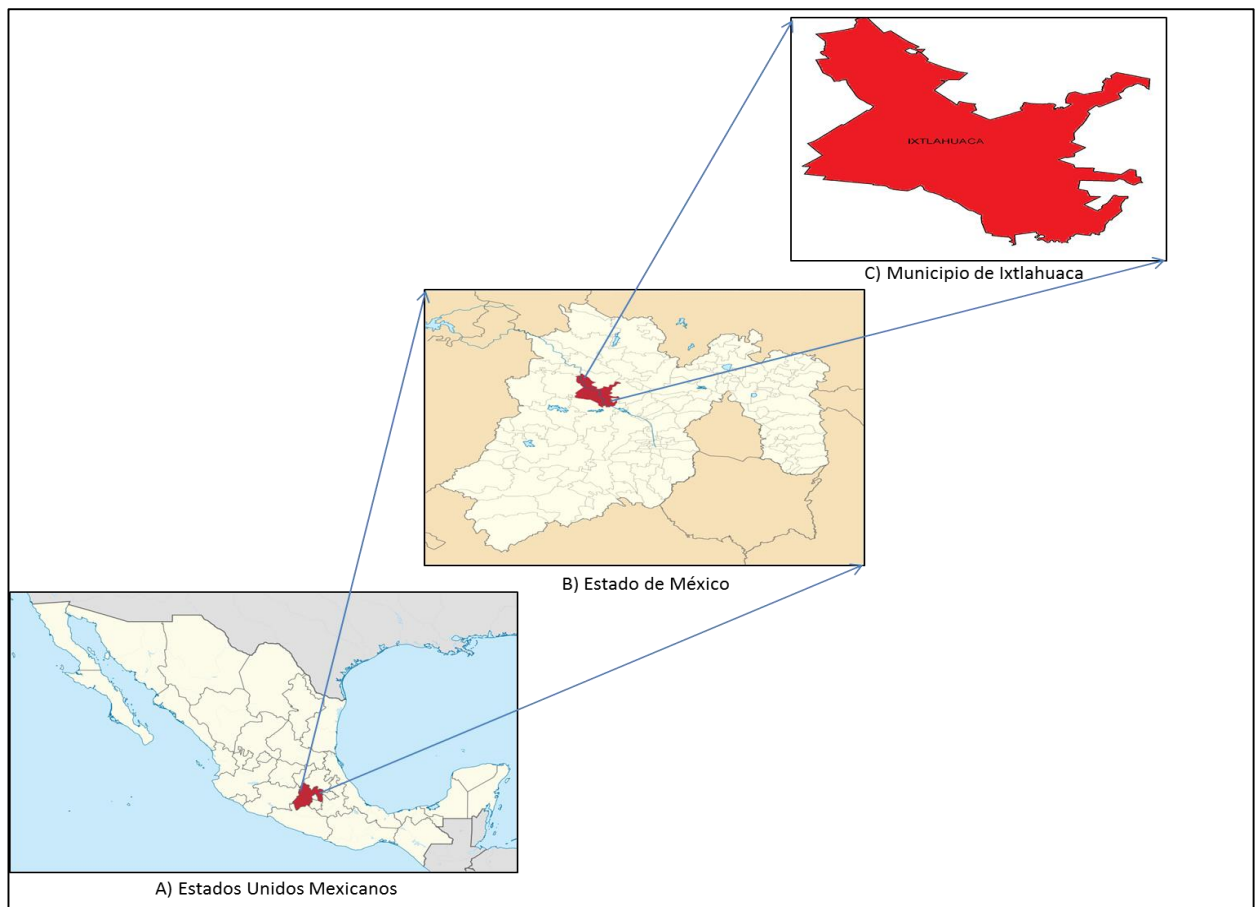 IXTLAHUACA
C) Municipio de Ixtlahuaca
B) Estado de México
A) Estados Unidos Mexicanos